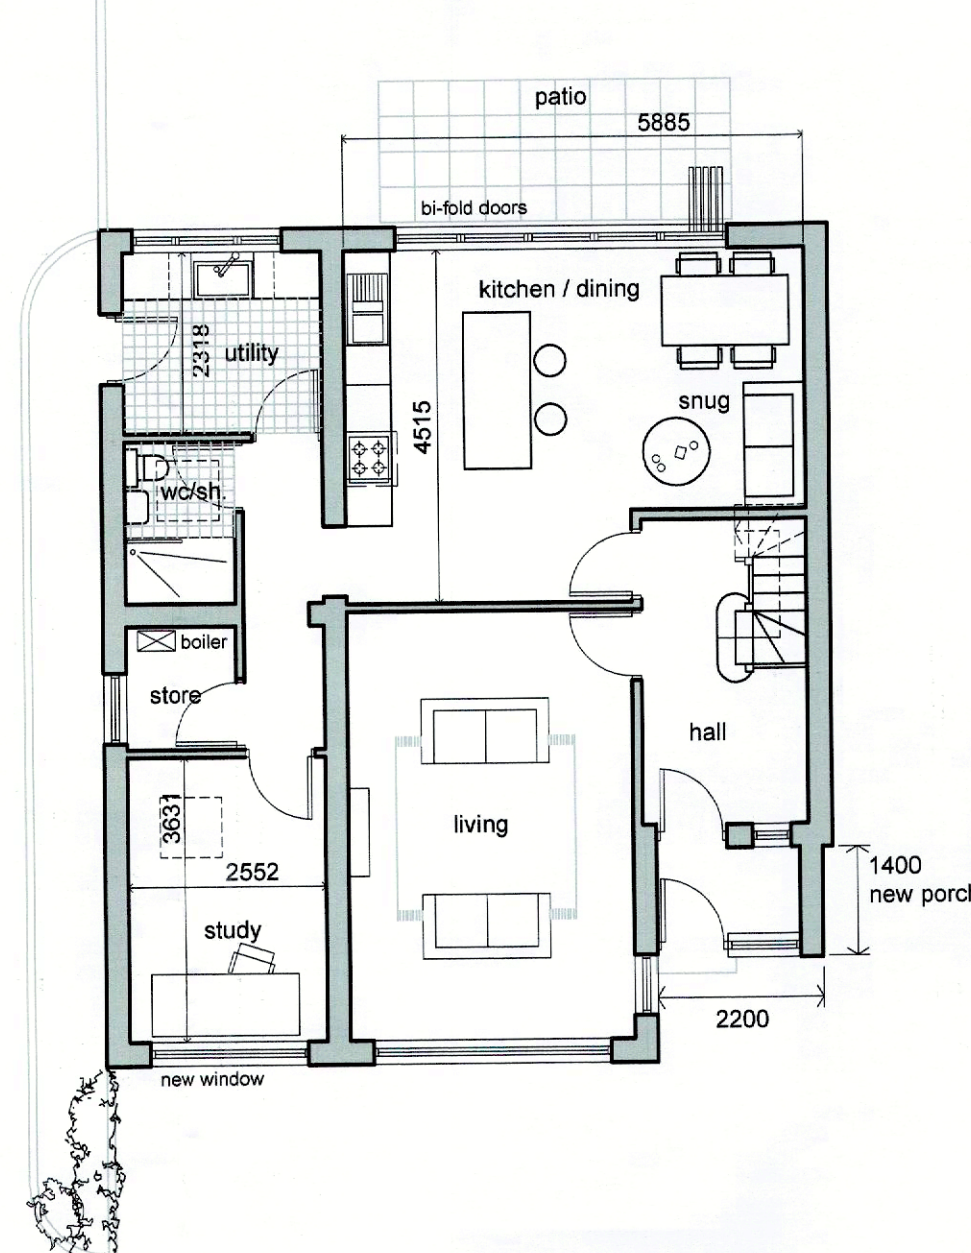 patio
5885
bi-fold doors
kitchen / dining
2318
utility
snug
4515
wc/sh.
boiler
store
hall
living
3631
2552
1400
new porch
study
2200
new window